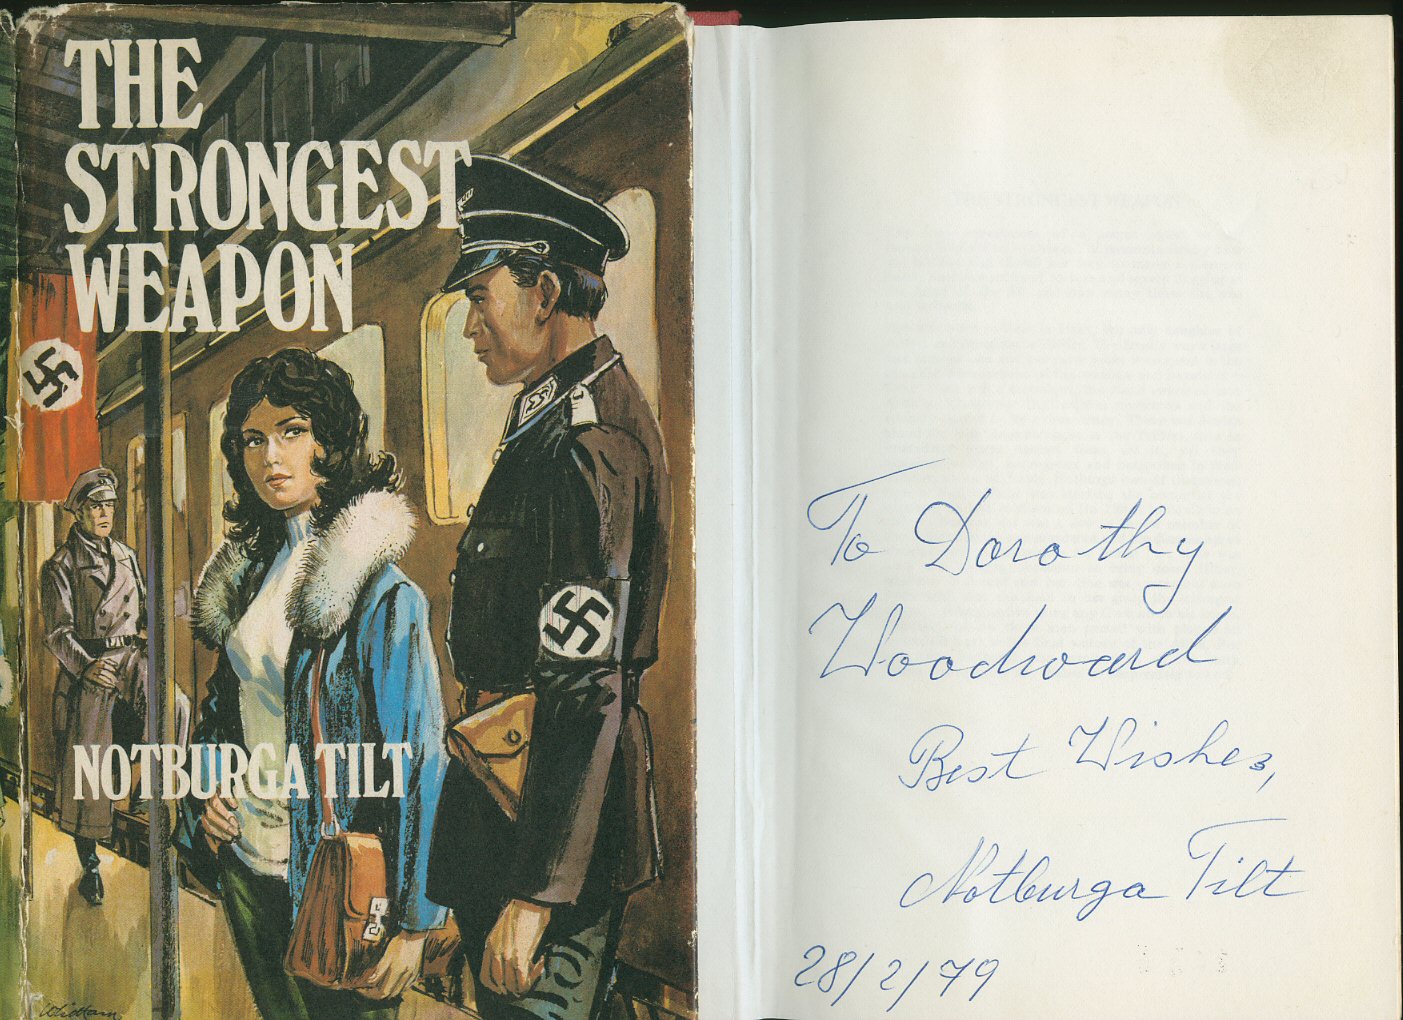 THE
STRONGEST
WEAPON
NOTBURGA TILT
To Dorothy
Woodward
Best Wishes,
Notburga Tilt
28/2/79